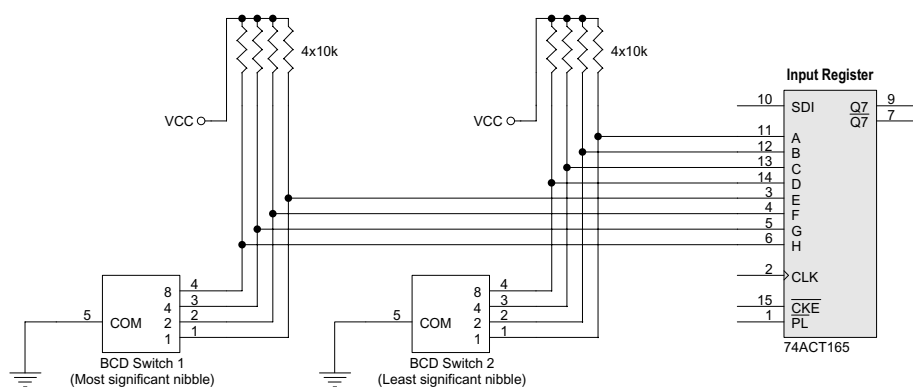 4x10k
4x10k
Input Register
VCC
VCC
10 SDI Q7 9
Q7 7
11 A
12 B
13 C
14 D
3 E
4 F
5 G
6 H
2 CLK
15 CKE
1 PL
74ACT165
5 COM 8 4
4 3
2 2
1 1
BCD Switch 1
(Most significant nibble)
5 COM 8 4
4 3
2 2
1 1
BCD Switch 2
(Least significant nibble)